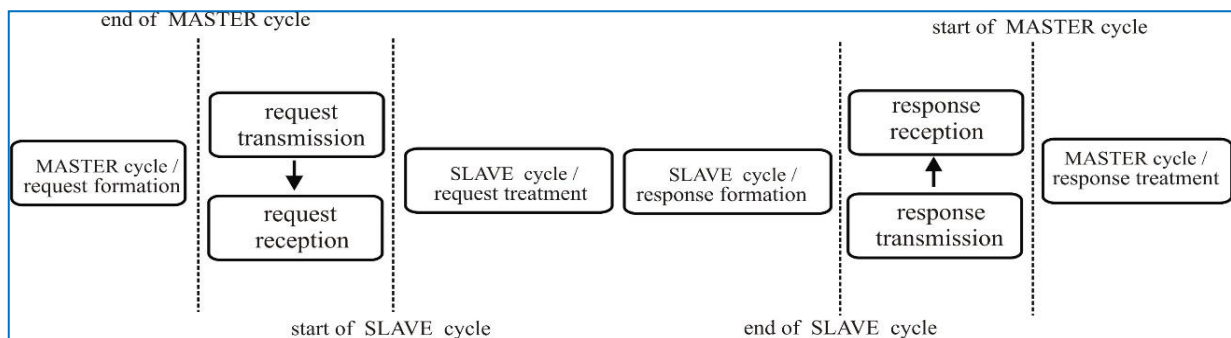 end of MASTER cycle
start of MASTER cycle
MASTER cycle /
request formation
request
transmission
request
reception
SLAVE cycle /
request treatment
SLAVE cycle /
response formation
response
reception
response
transmission
MASTER cycle /
response treatment
start of SLAVE cycle
end of SLAVE cycle